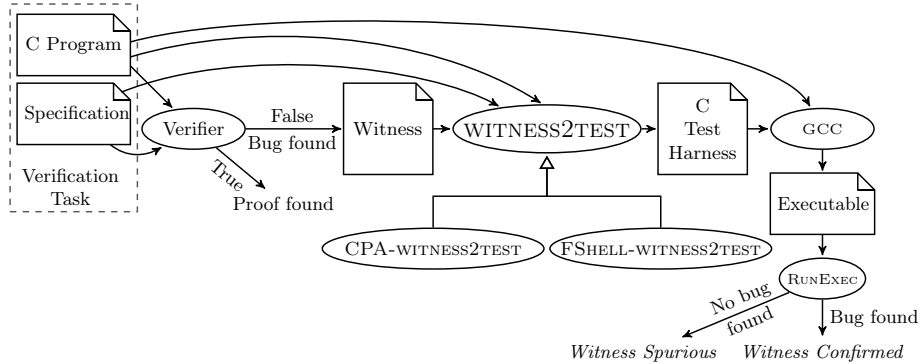 C Program
Specification
Verification
Task
Verifier
False
Bug found
True
Proof found
Witness
WITNESS2TEST
CPA-WITNESS2TEST
FSHELL-WITNESS2TEST
C
Test
Harness
GCC
Executable
RUNEXEC
No bug
found
Bug found
Witness Spurious
Witness Confirmed